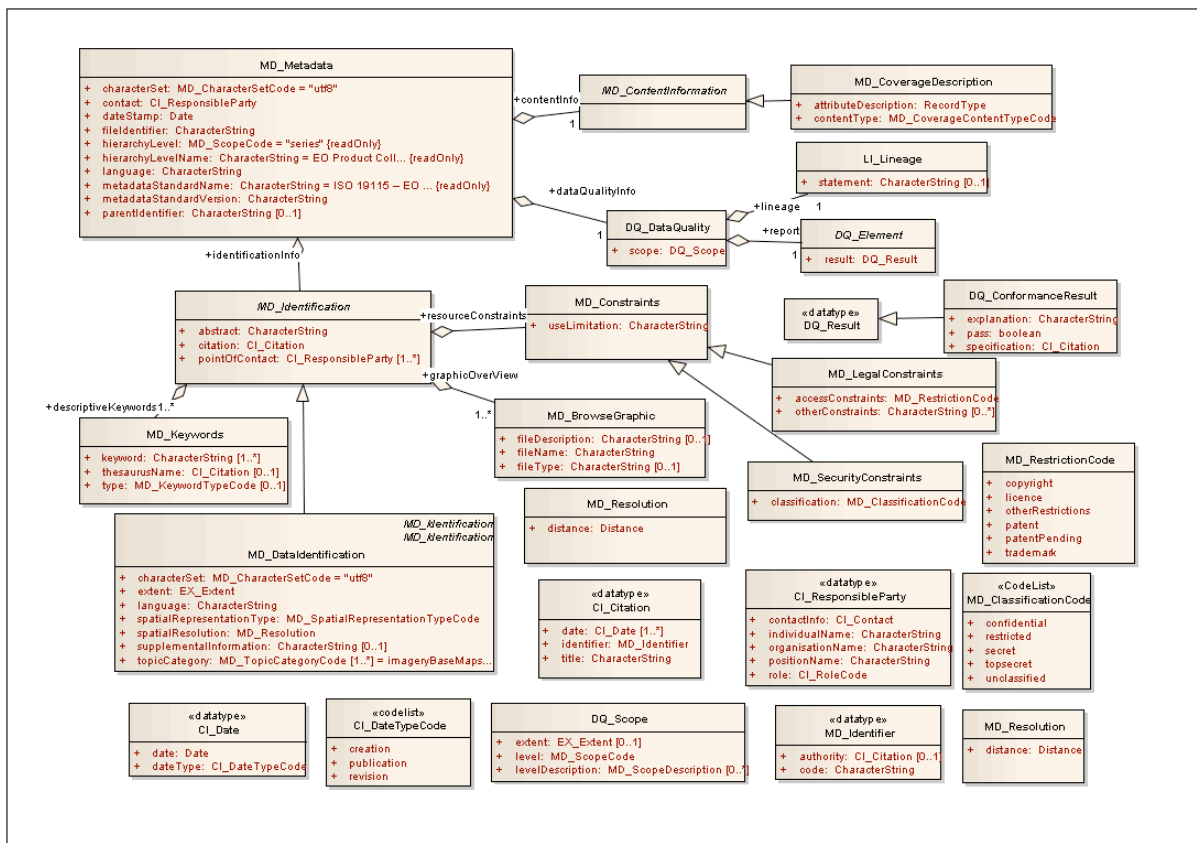 MD_Metadata
+ characterSet: MD_CharacterSetCode = "utf8"
+ contact: CI_ResponsibleParty
+ dateStamp: Date
+ fileIdentifier: CharacterString
+ hierarchyLevel: MD_ScopeCode = "series" {readOnly}
+ hierarchyLevelName: CharacterString = EO Product Coll... {readOnly}
+ language: CharacterString
+ metadataStandardName: CharacterString = ISO 19115 – EO ... {readOnly}
+ metadataStandardVersion: CharacterString
+ parentIdentifier: CharacterString [0..1]
+contentInfo
1
MD_ContentInformation
MD_CoverageDescription
+ attributeDescription: RecordType
+ contentType: MD_CoverageContentTypeCode
+dataQualityInfo
1
DQ_DataQuality
+ scope: DQ_Scope
+lineage
1
LI_Lineage
+ statement: CharacterString [0..1]
+report
1
DQ_Element
+ result: DQ_Result
+identificationInfo
MD_Identification
+ abstract: CharacterString
+ citation: CI_Citation
+ pointOfContact: CI_ResponsibleParty [1..*]
+resourceConstraints
MD_Constraints
+ useLimitation: CharacterString
«datatype»
DQ_Result
DQ_ConformanceResult
+ explanation: CharacterString
+ pass: boolean
+ specification: CI_Citation
+graphicOverView
1..*
MD_LegalConstraints
+ accessConstraints: MD_RestrictionCode
+ otherConstraints: CharacterString [0..*]
+descriptiveKeywords 1..*
MD_Keywords
+ keyword: CharacterString [1..*]
+ thesaurusName: CI_Citation [0..1]
+ type: MD_KeywordTypeCode [0..1]
MD_BrowseGraphic
+ fileDescription: CharacterString [0..1]
+ fileName: CharacterString
+ fileType: CharacterString [0..1]
MD_SecurityConstraints
+ classification: MD_ClassificationCode
MD_RestrictionCode
+ copyright
+ licence
+ otherRestrictions
+ patent
+ patentPending
+ trademark
MD_Resolution
+ distance: Distance
MD_Identification
MD_Identification
MD_DataIdentification
+ characterSet: MD_CharacterSetCode = "utf8"
+ extent: EX_Extent
+ language: CharacterString
+ spatialRepresentationType: MD_SpatialRepresentationTypeCode
+ spatialResolution: MD_Resolution
+ supplementalInformation: CharacterString [0..1]
+ topicCategory: MD_TopicCategoryCode [1..*] = imageryBaseMaps...
«datatype»
CI_Citation
+ date: CI_Date [1..*]
+ identifier: MD_Identifier
+ title: CharacterString
«datatype»
CI_ResponsibleParty
+ contactInfo: CI_Contact
+ individualName: CharacterString
+ organisationName: CharacterString
+ positionName: CharacterString
+ role: CI_RoleCode
«CodeList»
MD_ClassificationCode
+ confidential
+ restricted
+ secret
+ topsecret
+ unclassified
«datatype»
CI_Date
+ date: Date
+ dateType: CI_DateTypeCode
«codelist»
CI_DateTypeCode
+ creation
+ publication
+ revision
DQ_Scope
+ extent: EX_Extent [0..1]
+ level: MD_ScopeCode
+ levelDescription: MD_ScopeDescription [0..*]
«datatype»
MD_Identifier
+ authority: CI_Citation [0..1]
+ code: CharacterString
MD_Resolution
+ distance: Distance